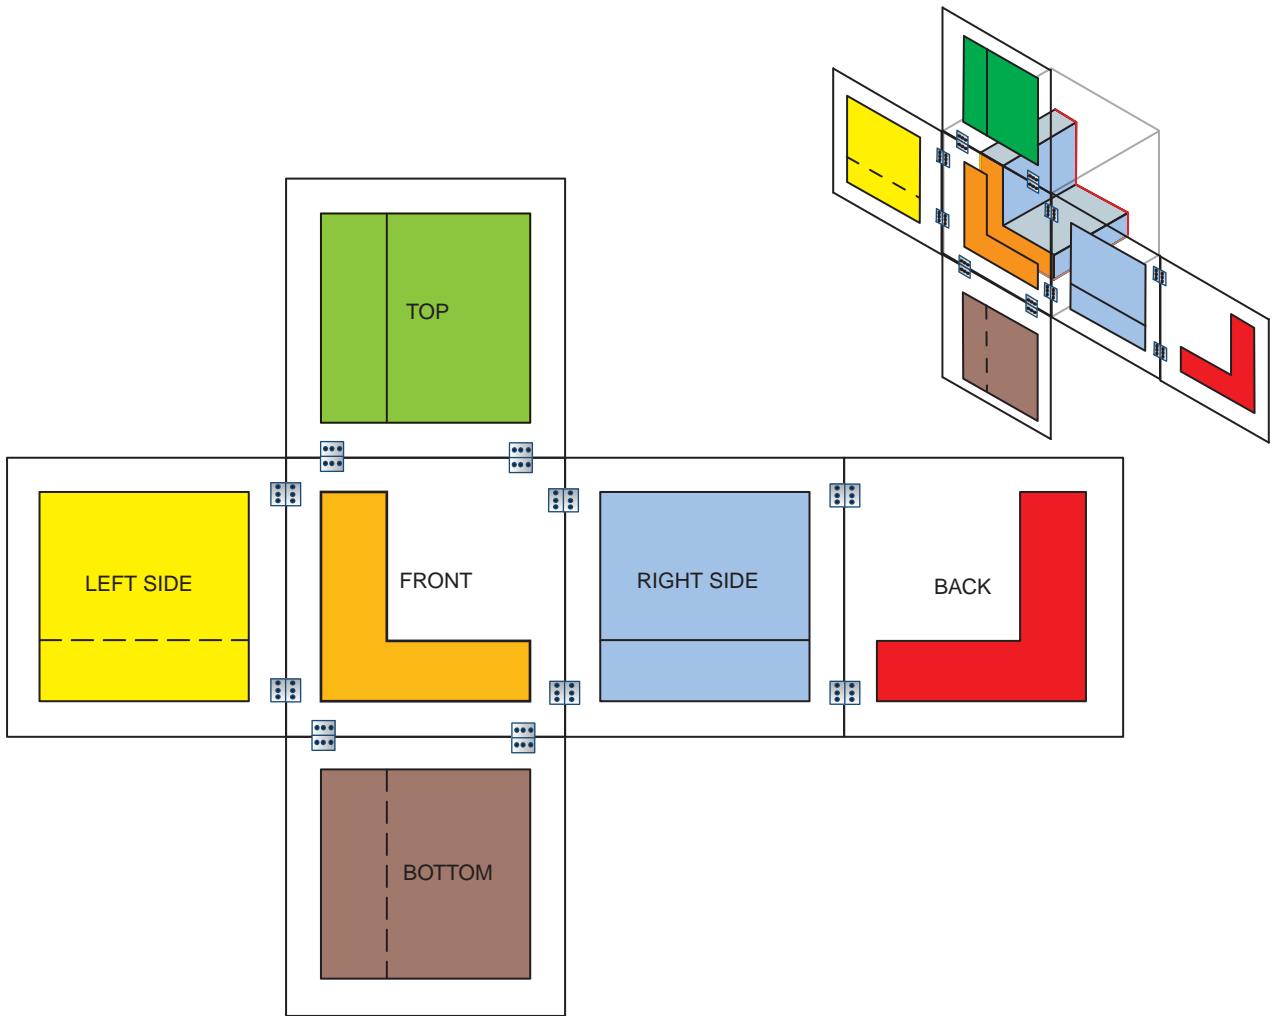 TOP
LEFT SIDE
FRONT
RIGHT SIDE
BACK
BOTTOM